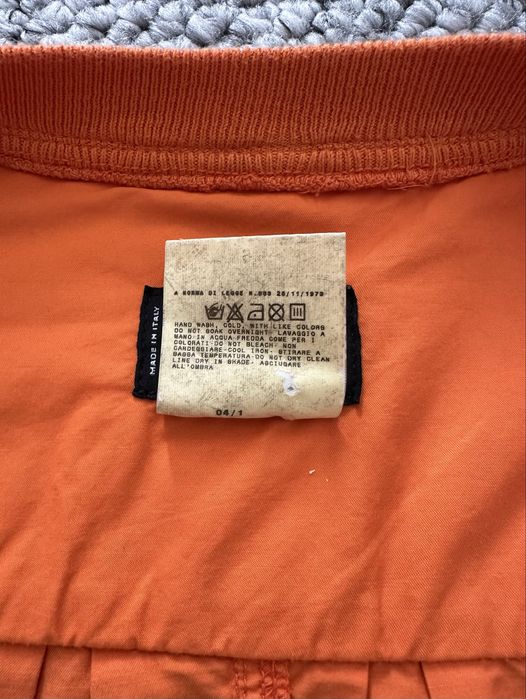 A NORMA DI LEGGE N.883 26/11/1973
HAND WASH, COLD, WITH LIKE COLORS
DO NOT SOAK OVERNIGHT. LAVAGGIO A
MANO IN ACQUA FREDDA COME PER I
COLORATI-DO NOT BLEACH. NON
CANDEGGIARE-COOL IRON. STIRARE A
BASSA TEMPERATURA-DO NOT DRY CLEAN
LINE DRY IN SHADE. ASCIUGARE
ALL'OMBRA
04/1
MADE IN ITALY